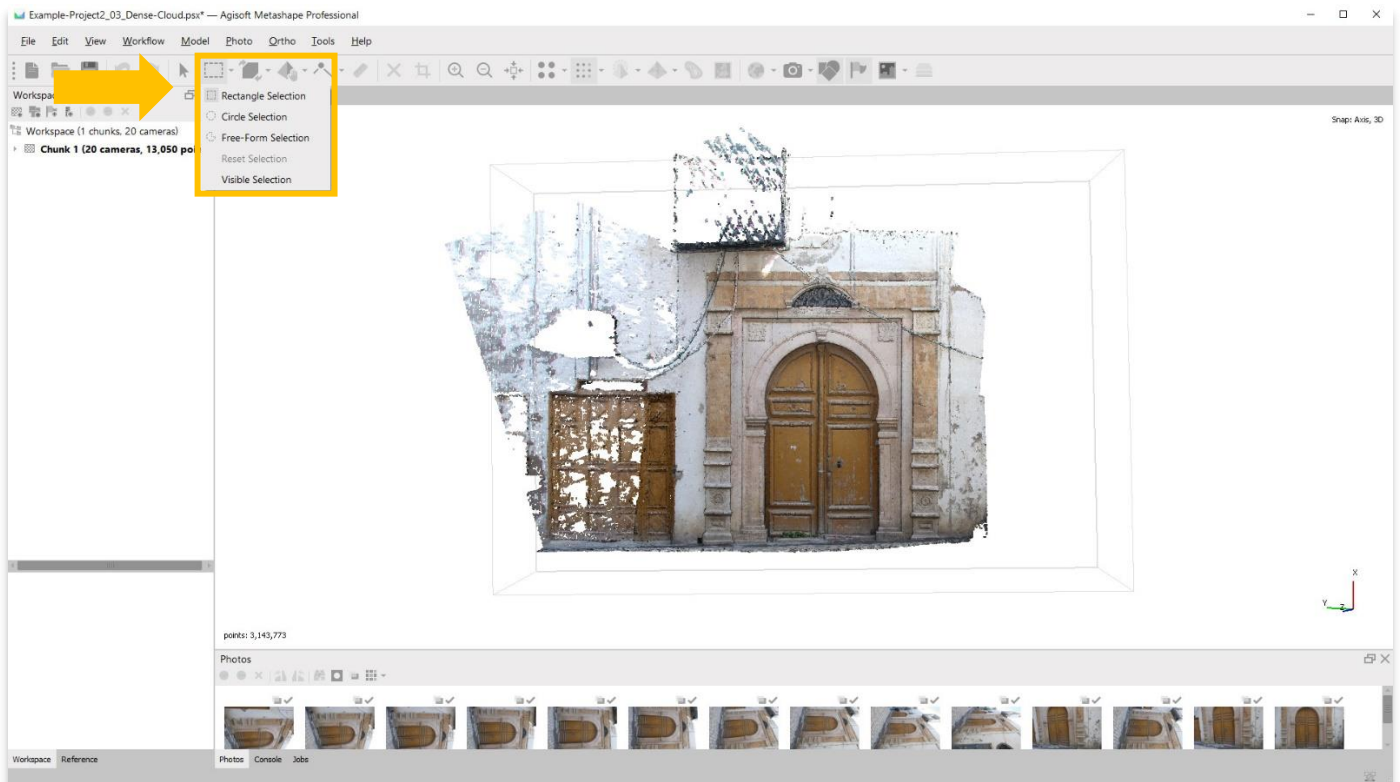 Example-Project2_03_Dense-Cloud.psx* — Agisoft Metashape Professional
File Edit View Workflow Model Photo Ortho Tools Help
Rectangle Selection
Circle Selection
Free-Form Selection
Reset Selection
Visible Selection
Workspace (1 chunks, 20 cameras)
Chunk 1 (20 cameras, 13,050
Snap: Axis, 3D
X
Y
Z
points: 3,143,773
Photos
Workspace Reference
Photos Console Jobs